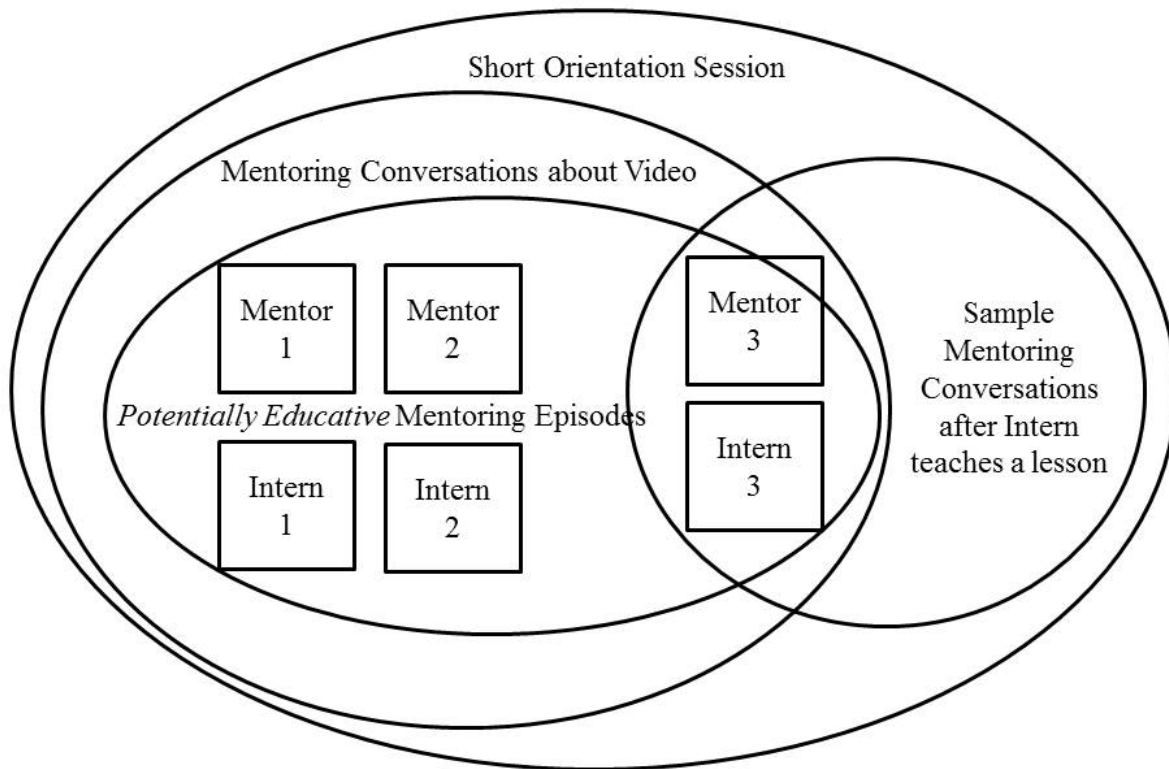 Short Orientation Session
Mentoring Conversations about Video
Mentor
1
Mentor
2
Mentor
3
Potentially Educative Mentoring Episodes
Intern
1
Intern
2
Intern
3
Sample
Mentoring
Conversations
after Intern
teaches a lesson